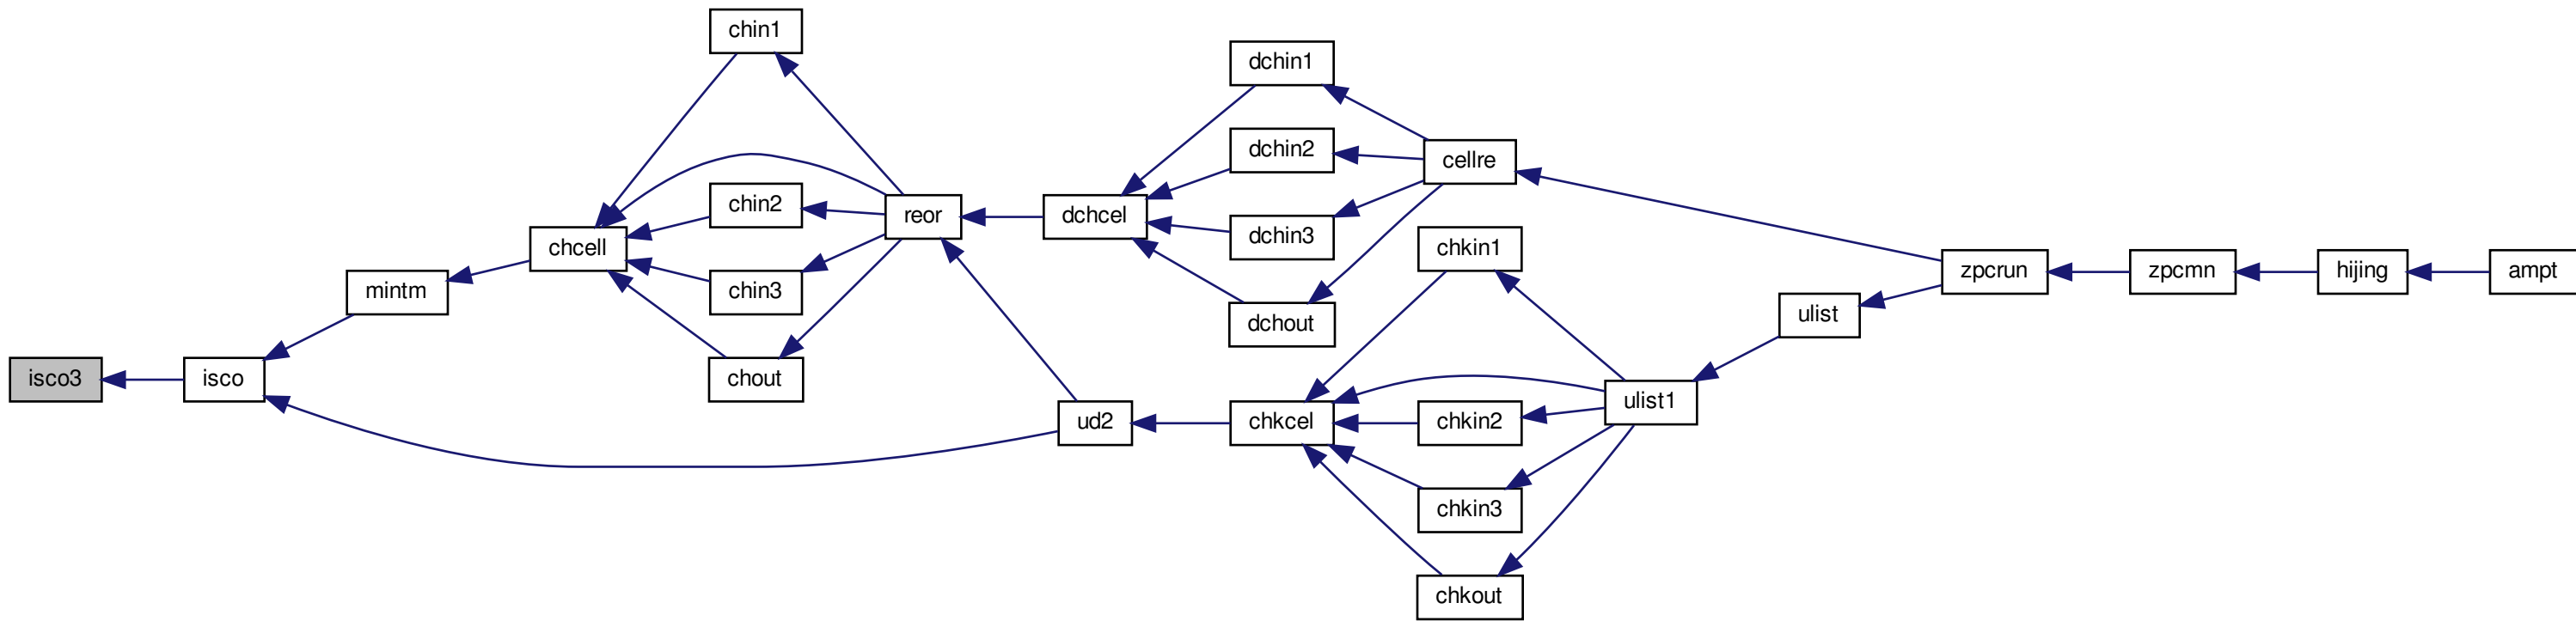 chin1
dchin1
dchin2
cellre
chin2
reor
dchcel
dchin3
chcell
chkin1
mintm
chin3
zpcrun
zpcmn
hijing
ampt
ulist
dchout
isco3
isco
chout
ulist1
ud2
chkcel
chkin2
chkin3
chkout